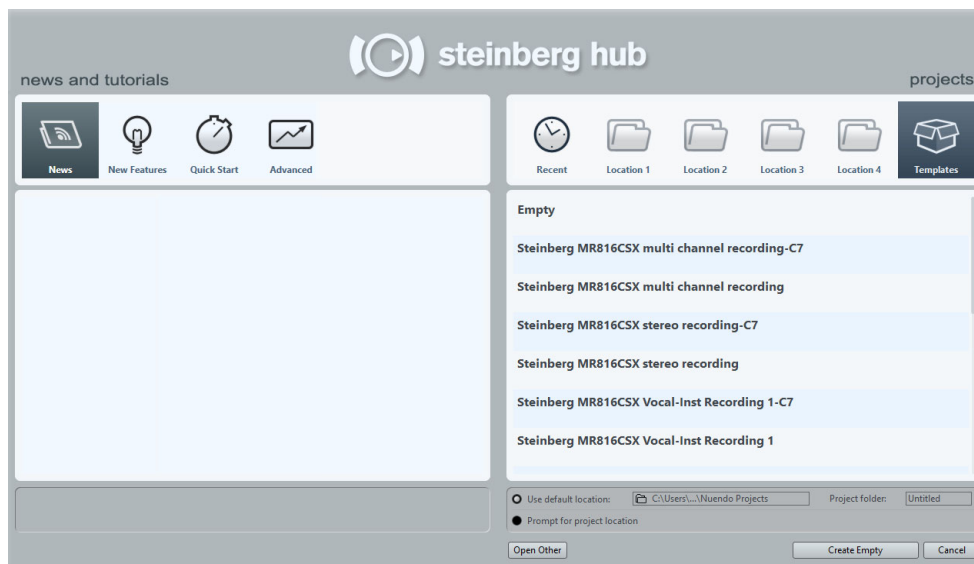 steinberg hub
news and tutorials
projects
News
New Features
Quick Start
Advanced
Recent
Location 1
Location 2
Location 3
Location 4
Templates
Empty
Steinberg MR816CSX multi channel recording-C7
Steinberg MR816CSX multi channel recording
Steinberg MR816CSX stereo recording-C7
Steinberg MR816CSX stereo recording
Steinberg MR816CSX Vocal-Inst Recording 1-C7
Steinberg MR816CSX Vocal-Inst Recording 1
Use default location: C:\Users\...\Nuendo Projects Project folder: Untitled
Prompt for project location
Open Other Create Empty Cancel